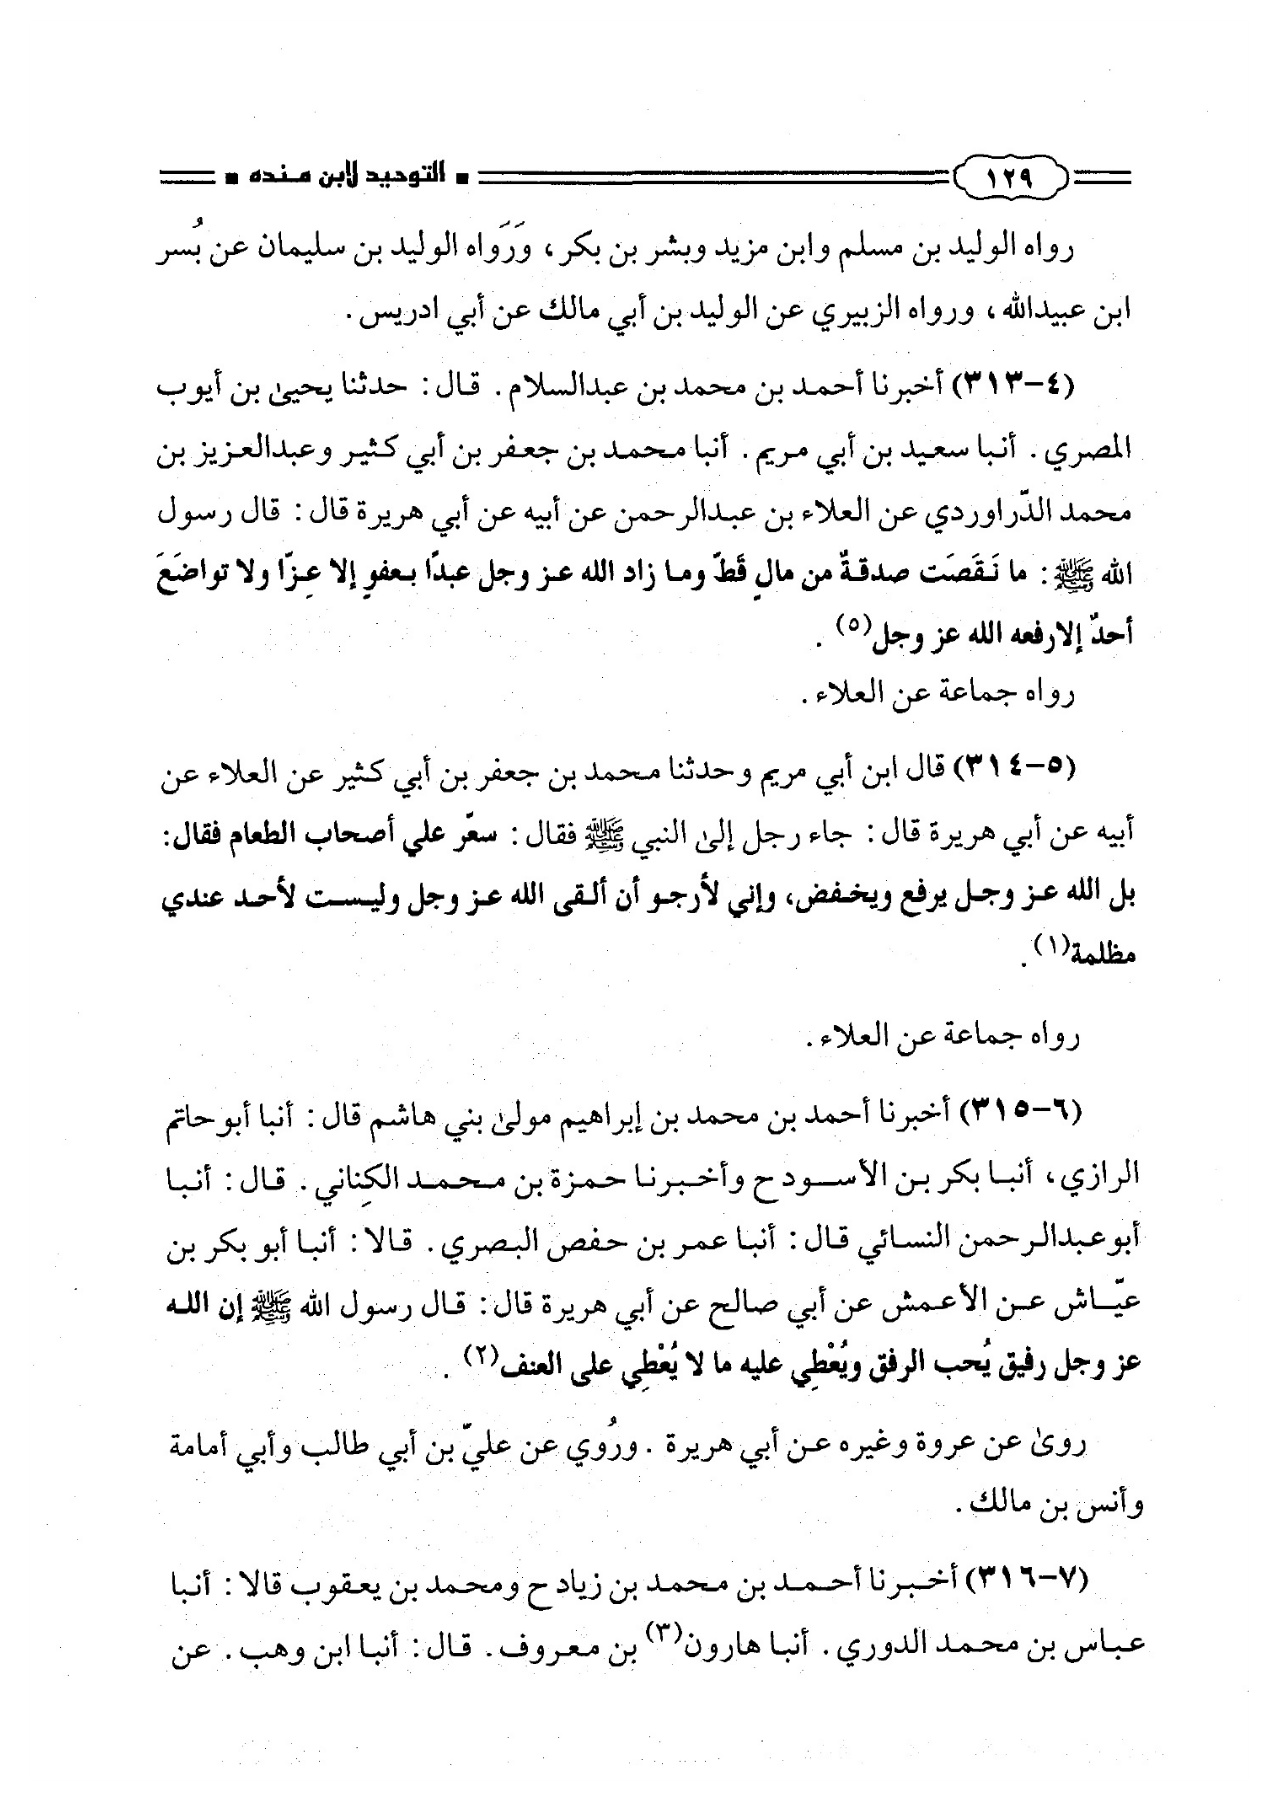 ١٢٩ ▪ التوحيد لابن منده ▪
رواه الوليد بن مسلم وابن مزيد وبشر بن بكر ، وَرَواه الوليد بن سليمان عن بُسر
ابن عبيدالله ، ورواه الزبيري عن الوليد بن أبي مالك عن أبي ادريس .
(٤-٣١٣) أخبرنا أحمد بن محمد بن عبدالسلام . قال : حدثنا يحيىٰ بن أيوب
المصري . أنبا سعيد بن أبي مريم . أنبا محمد بن جعفر بن أبي كثير وعبدالعزيز بن
محمد الدّراوردي عن العلاء بن عبدالرحمن عن أبيه عن أبي هريرة قال : قال رسول
الله ﷺ : ما نَقَصَت صدقةٌ من مالٍ قَطّ وما زاد الله عز وجل عبدًا بعفوٍ إلا عِزّا ولا تواضَعَ
أحدٌ إلا رفعه الله عز وجل(٥) .
رواه جماعة عن العلاء .
(٥-٣١٤) قال ابن أبي مريم وحدثنا محمد بن جعفر بن أبي كثير عن العلاء عن
أبيه عن أبي هريرة قال : جاء رجل إلىٰ النبي ﷺ فقال : سعّر علي أصحاب الطعام فقال :
بل الله عز وجل يرفع ويخفض، وإني لأرجو أن ألقى الله عز وجل وليست لأحد عندي
مظلمة(١) .
رواه جماعة عن العلاء .
(٦-٣١٥) أخبرنا أحمد بن محمد بن إبراهيم مولىٰ بني هاشم قال : أنبا أبو حاتم
الرازي ، أنبا بكر بن الأسود ح وأخبرنا حمزة بن محمد الكِناني . قال : أنبا
أبو عبدالرحمن النسائي قال : أنبا عمر بن حفص البصري . قالا : أنبا أبو بكر بن
عيّاش عن الأعمش عن أبي صالح عن أبي هريرة قال : قال رسول الله ﷺ إن الله
عز وجل رفيق يُحب الرفق ويُعْطِي عليه ما لا يُعْطِي على العنف(٢) .
روىٰ عن عروة وغيره عن أبي هريرة . ورُوي عن عليّ بن أبي طالب وأبي أمامة
وأنس بن مالك .
(٧-٣١٦) أخبرنا أحمد بن محمد بن زياد ح ومحمد بن يعقوب قالا : أنبا
عباس بن محمد الدوري . أنبا هارون(٣) بن معروف . قال : أنبا ابن وهب . عن